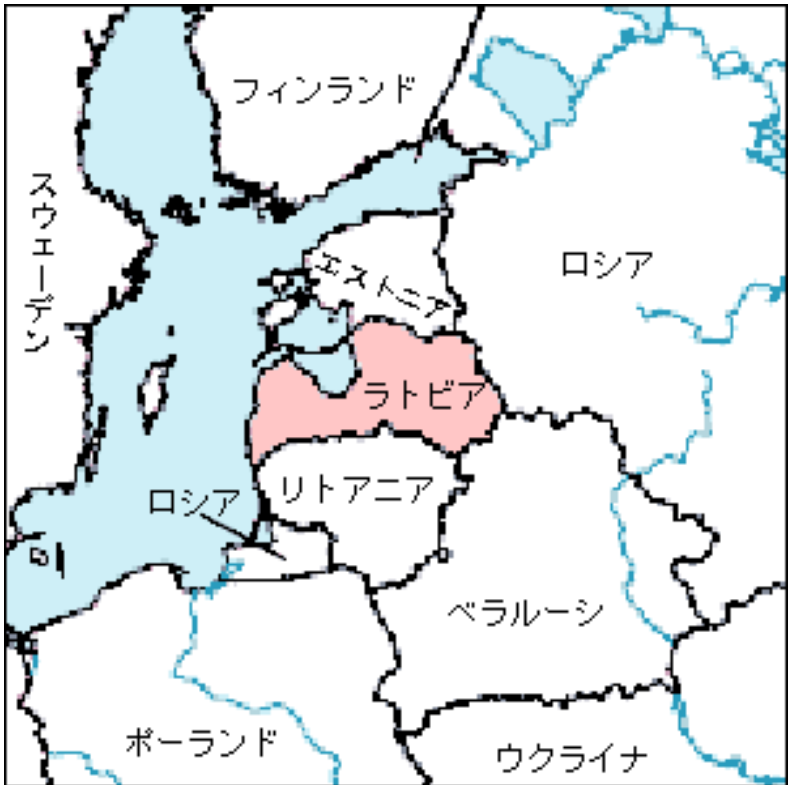 フィンランド
スウェーデン
エストニア
ロシア
ラトビア
リトアニア
ロシア
ベラルーシ
ポーランド
ウクライナ